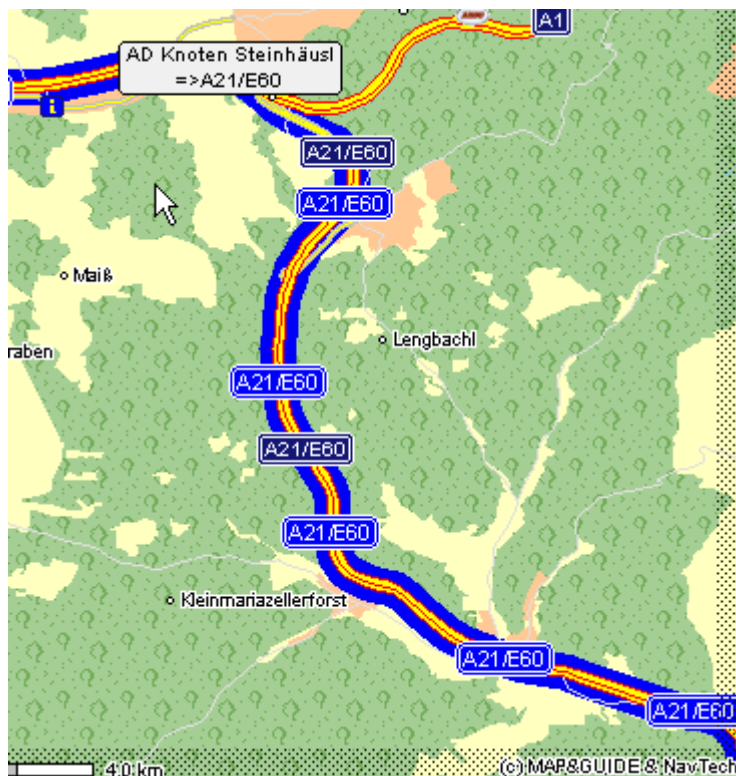 A1
AD Knoten Steinhäusl
=>A21/E60
i
A21/E60
A21/E60
Maiß
Lengbachl
raben
A21/E60
A21/E60
A21/E60
Kleinmariazellerforst
A21/E60
A21/E60
4.0 km
(c) MAP&GUIDE & NavTech